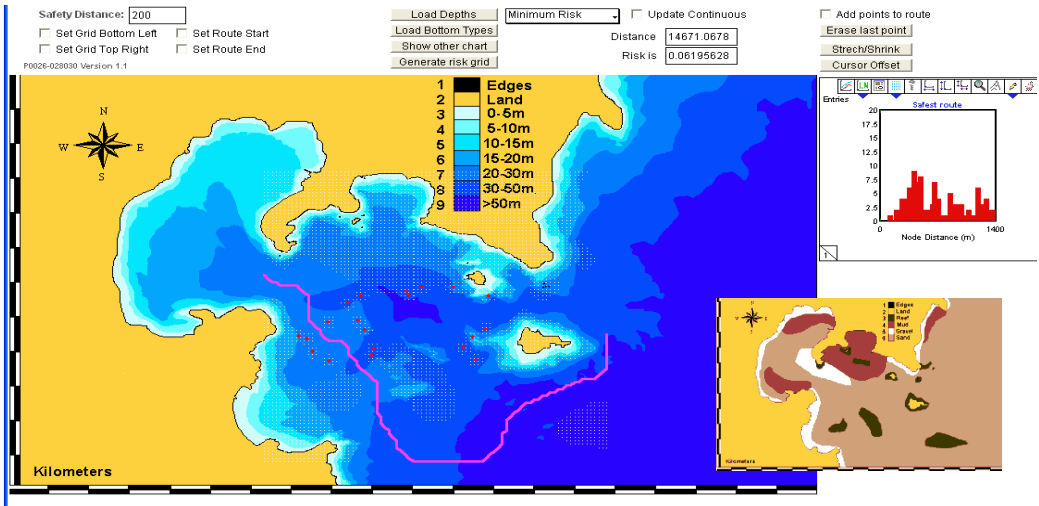 Safety Distance: 200
Set Grid Bottom Left Set Route Start
Set Grid Top Right Set Route End
P0026-028030 Version 1.1
Load Depths
Load Bottom Types
Show other chart
Generate risk grid
Minimum Risk
Update Continuous
Distance 14671.0678
Risk is 0.06195628
Add points to route
Erase last point
Strech/Shrink
Cursor Offset
N
W E
S
1 Edges
2 Land
3 0-5m
4 5-10m
5 10-15m
6 15-20m
7 20-30m
8 30-50m
9 >50m
Kilometers
LN
Entries
Safest route
20
17.5
15
12.5
10
7.5
5
2.5
0
0 1400
Node Distance (m)
1
1 Edges
2 Land
3 Reef
4 Mud
5 Gravel
6 Sand
Kilometers